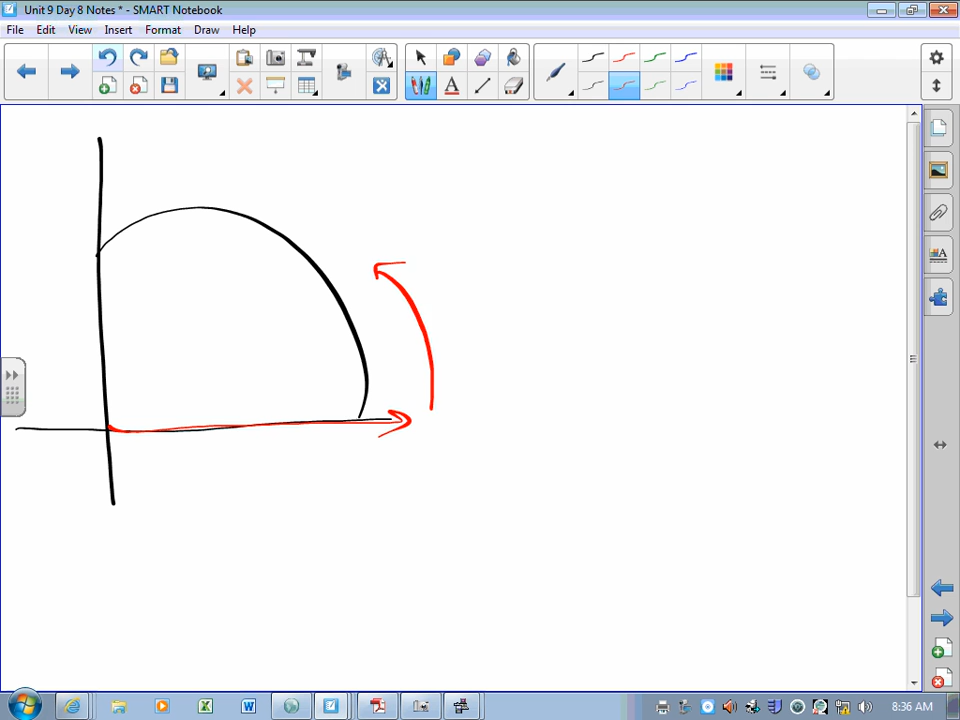 Unit 9 Day 8 Notes * - SMART Notebook
File Edit View Insert Format Draw Help
8:36 AM